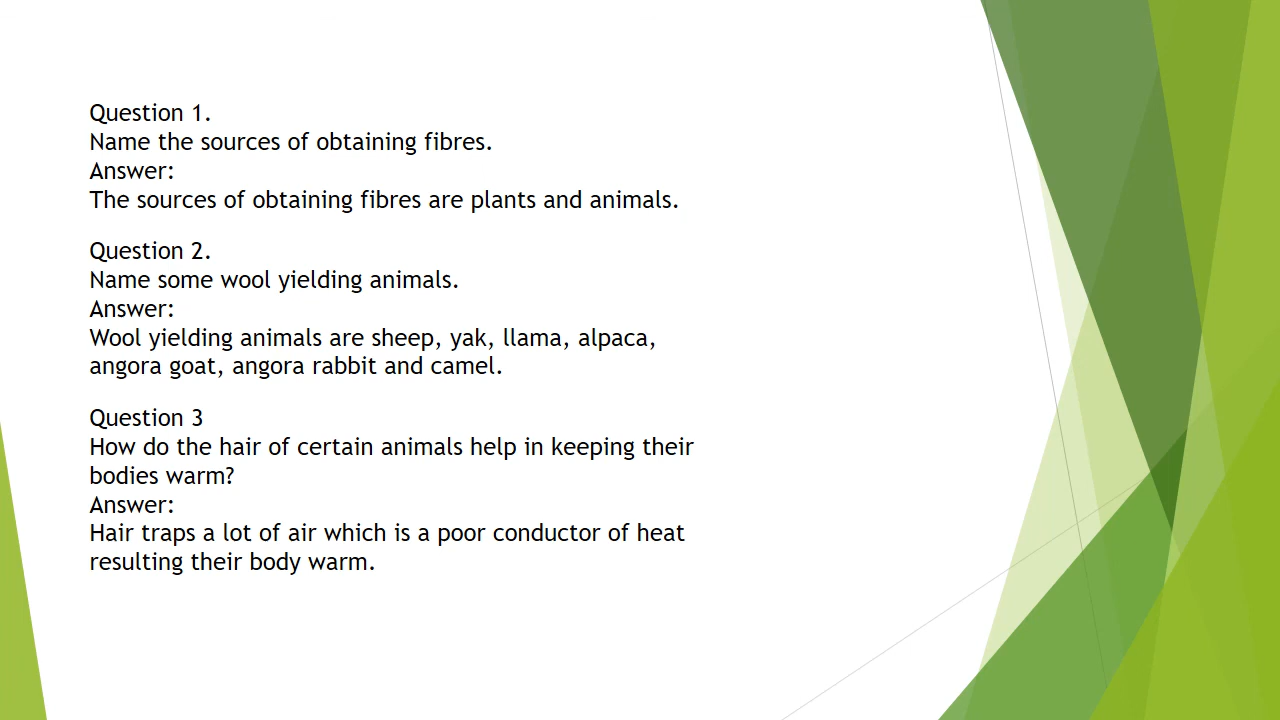 Question 1.
Name the sources of obtaining fibres.
Answer:
The sources of obtaining fibres are plants and animals.
Question 2.
Name some wool yielding animals.
Answer:
Wool yielding animals are sheep, yak, llama, alpaca,
angora goat, angora rabbit and camel.
Question 3
How do the hair of certain animals help in keeping their
bodies warm?
Answer:
Hair traps a lot of air which is a poor conductor of heat
resulting their body warm.